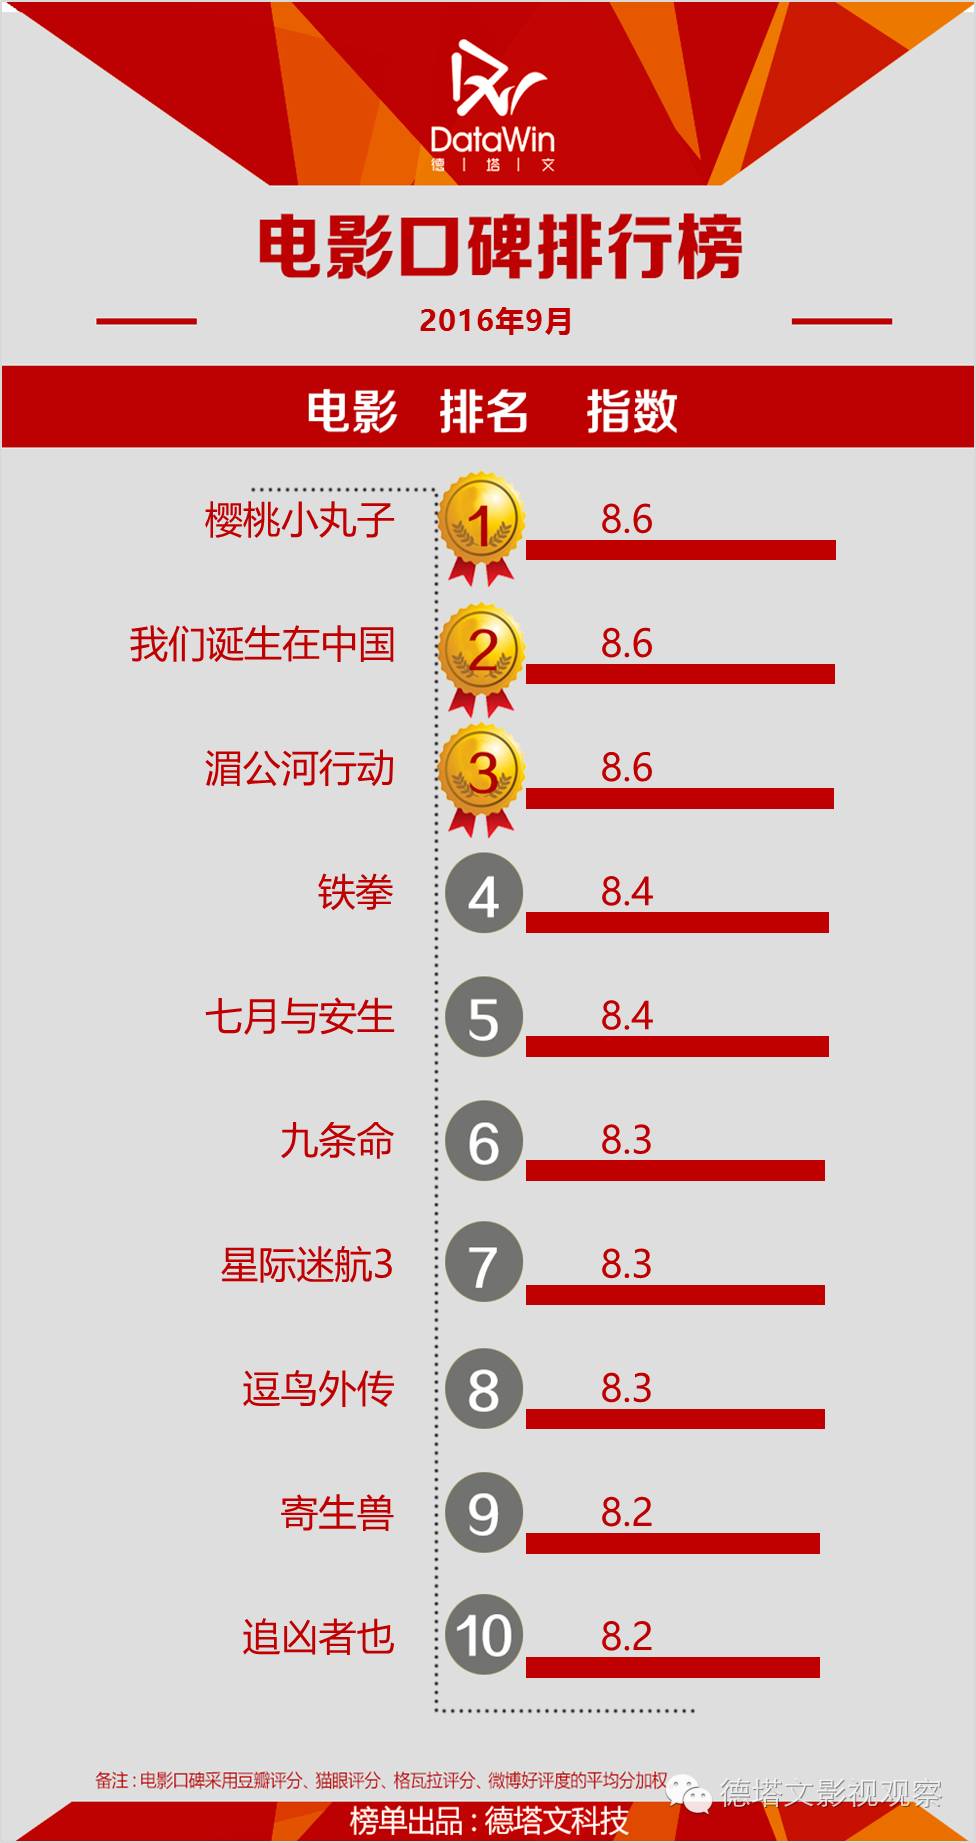 DataWin
德 | 塔 | 文
电影口碑排行榜
2016年9月
电影 排名 指数
樱桃小丸子 1 8.6
我们诞生在中国 2 8.6
湄公河行动 3 8.6
铁拳 4 8.4
七月与安生 5 8.4
九条命 6 8.3
星际迷航3 7 8.3
逗鸟外传 8 8.3
寄生兽 9 8.2
追凶者也 10 8.2
备注：电影口碑采用豆瓣评分、猫眼评分、格瓦拉评分、微博好评度的平均分加权
德塔文影视观察
榜单出品：德塔文科技